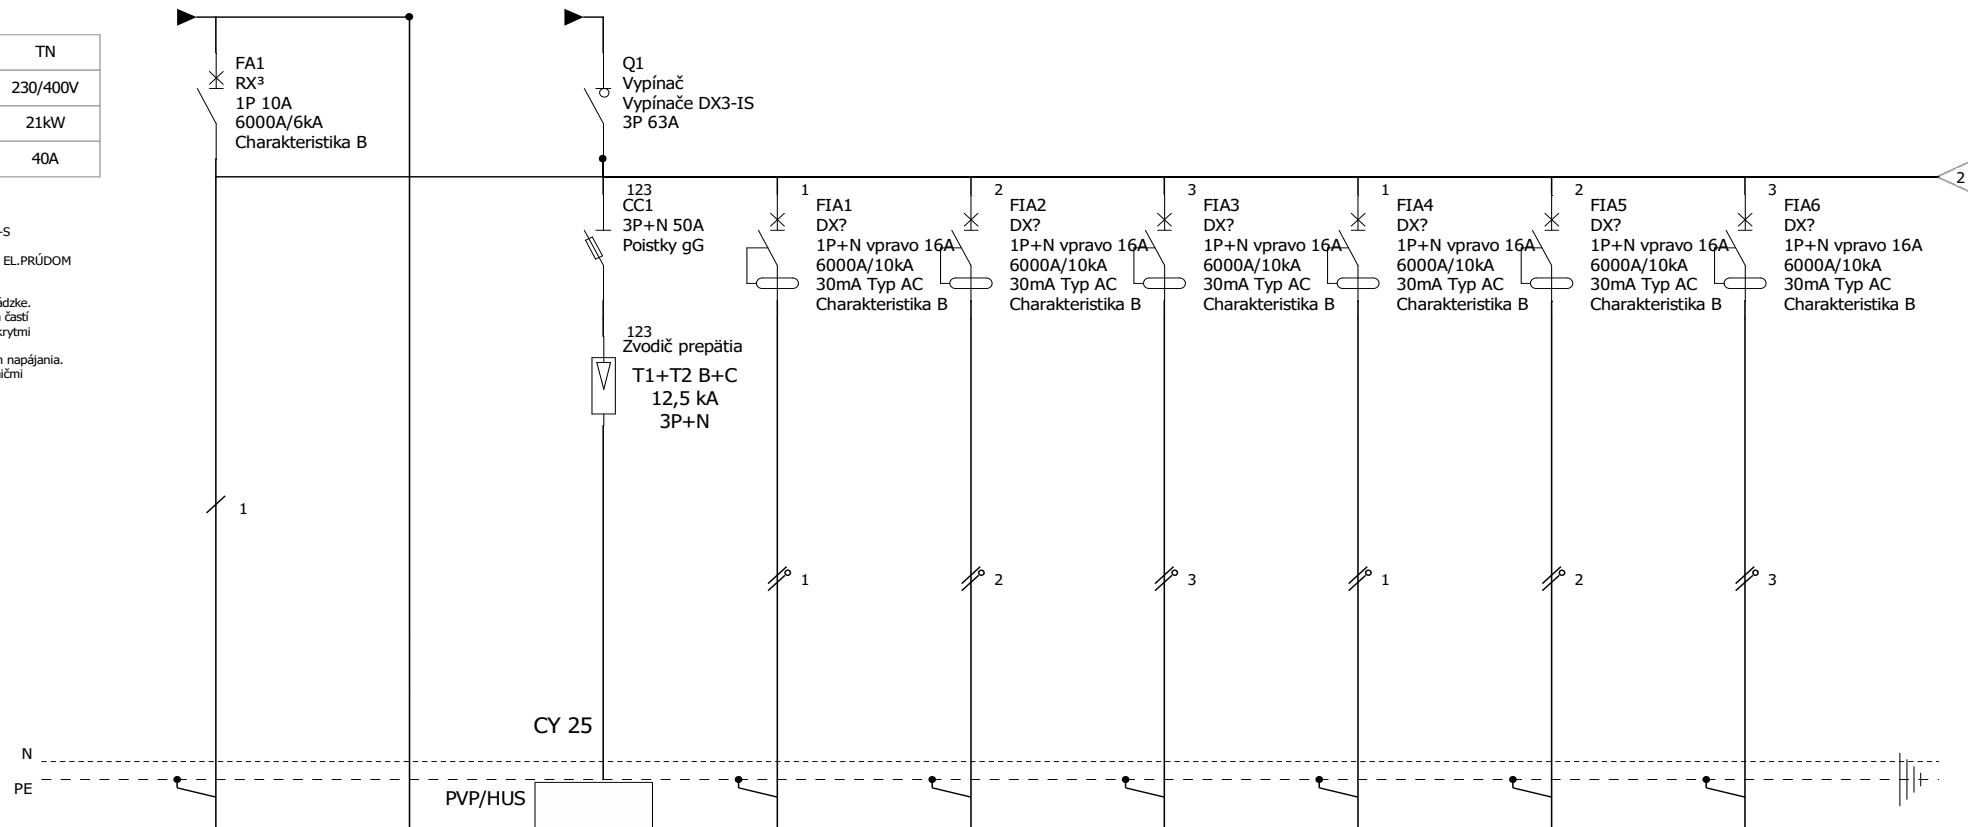 TN
230/400V
21kW
40A
-S
EL.PRÚDOM
ádzke.
častí
krytmi
napájania.
ičmi
FA1
RX³
1P 10A
6000A/6kA
Charakteristika B
Q1
Vypínač
Vypínače DX3-IS
3P 63A
2
123
CC1
3P+N 50A
Poistky gG
123
Zvodič prepätia
T1+T2 B+C
12,5 kA
3P+N
1
FIA1
DX?
1P+N vpravo 16A
6000A/10kA
30mA Typ AC
Charakteristika B
2
FIA2
DX?
1P+N vpravo 16A
6000A/10kA
30mA Typ AC
Charakteristika B
3
FIA3
DX?
1P+N vpravo 16A
6000A/10kA
30mA Typ AC
Charakteristika B
1
FIA4
DX?
1P+N vpravo 16A
6000A/10kA
30mA Typ AC
Charakteristika B
2
FIA5
DX?
1P+N vpravo 16A
6000A/10kA
30mA Typ AC
Charakteristika B
3
FIA6
DX?
1P+N vpravo 16A
6000A/10kA
30mA Typ AC
Charakteristika B
1
1
2
3
1
2
3
CY 25
N
PE
PVP/HUS